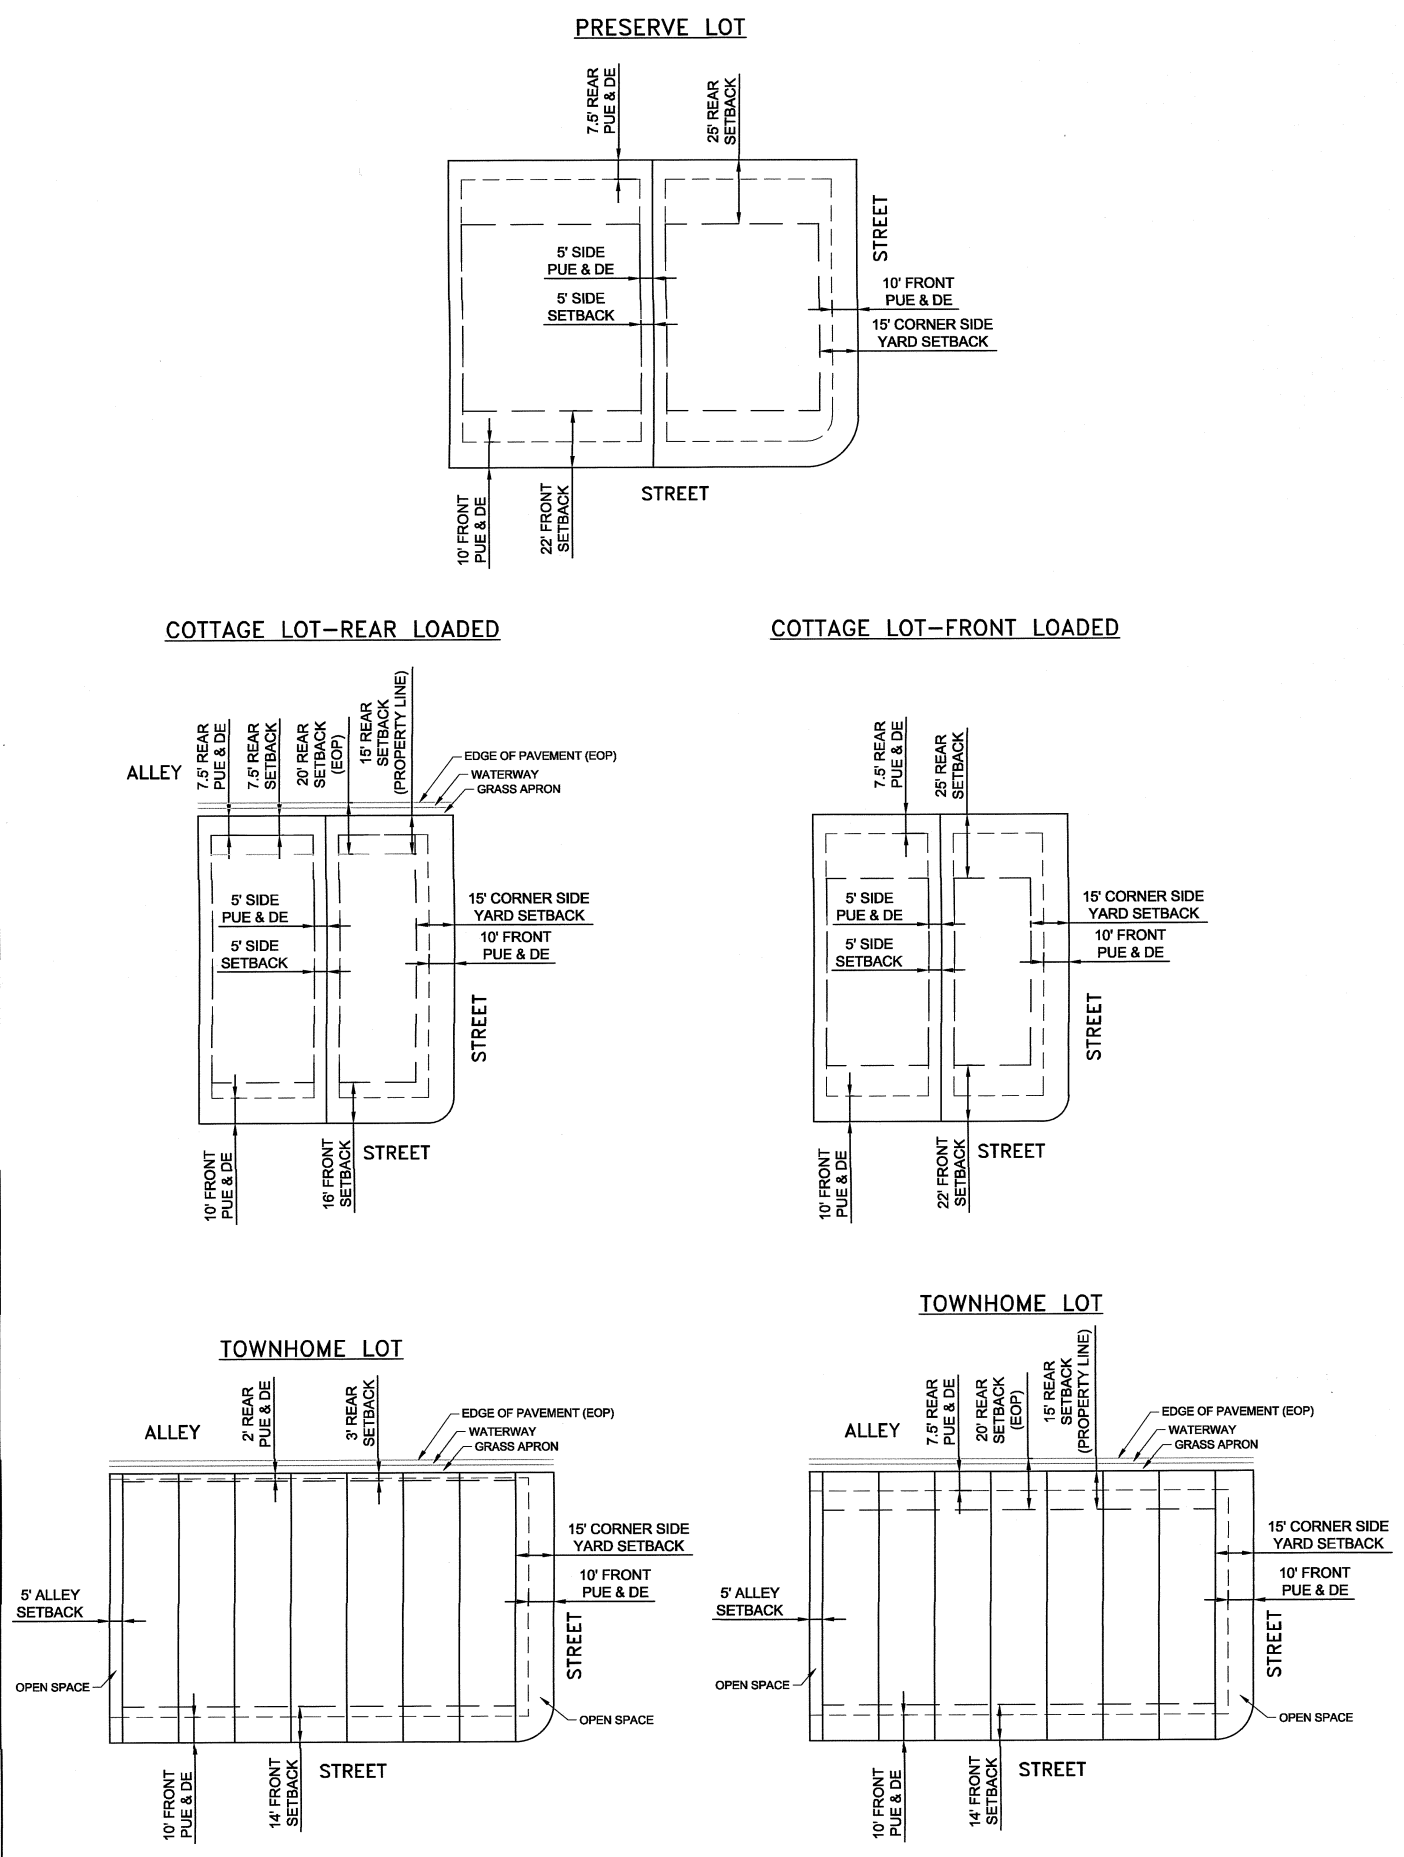 PRESERVE LOT
7.5' REAR
PUE & DE
25' REAR
SETBACK
STREET
5' SIDE
PUE & DE
5' SIDE
SETBACK
10' FRONT
PUE & DE
15' CORNER SIDE
YARD SETBACK
10' FRONT
PUE & DE
22' FRONT
SETBACK
STREET
COTTAGE LOT-REAR LOADED
ALLEY
7.5' REAR
PUE & DE
7.5' REAR
SETBACK
20' REAR
SETBACK
(EOP)
15' REAR
SETBACK
(PROPERTY LINE)
EDGE OF PAVEMENT (EOP)
WATERWAY
GRASS APRON
5' SIDE
PUE & DE
5' SIDE
SETBACK
15' CORNER SIDE
YARD SETBACK
10' FRONT
PUE & DE
STREET
10' FRONT
PUE & DE
16' FRONT
SETBACK
STREET
COTTAGE LOT-FRONT LOADED
7.5' REAR
PUE & DE
25' REAR
SETBACK
5' SIDE
PUE & DE
5' SIDE
SETBACK
15' CORNER SIDE
YARD SETBACK
10' FRONT
PUE & DE
STREET
10' FRONT
PUE & DE
22' FRONT
SETBACK
STREET
TOWNHOME LOT
ALLEY
2' REAR
PUE & DE
3' REAR
SETBACK
EDGE OF PAVEMENT (EOP)
WATERWAY
GRASS APRON
15' CORNER SIDE
YARD SETBACK
10' FRONT
PUE & DE
5' ALLEY
SETBACK
STREET
OPEN SPACE
OPEN SPACE
10' FRONT
PUE & DE
14' FRONT
SETBACK
STREET
TOWNHOME LOT
ALLEY
7.5' REAR
PUE & DE
20' REAR
SETBACK
(EOP)
15' REAR
SETBACK
(PROPERTY LINE)
EDGE OF PAVEMENT (EOP)
WATERWAY
GRASS APRON
15' CORNER SIDE
YARD SETBACK
10' FRONT
PUE & DE
5' ALLEY
SETBACK
STREET
OPEN SPACE
OPEN SPACE
10' FRONT
PUE & DE
14' FRONT
SETBACK
STREET